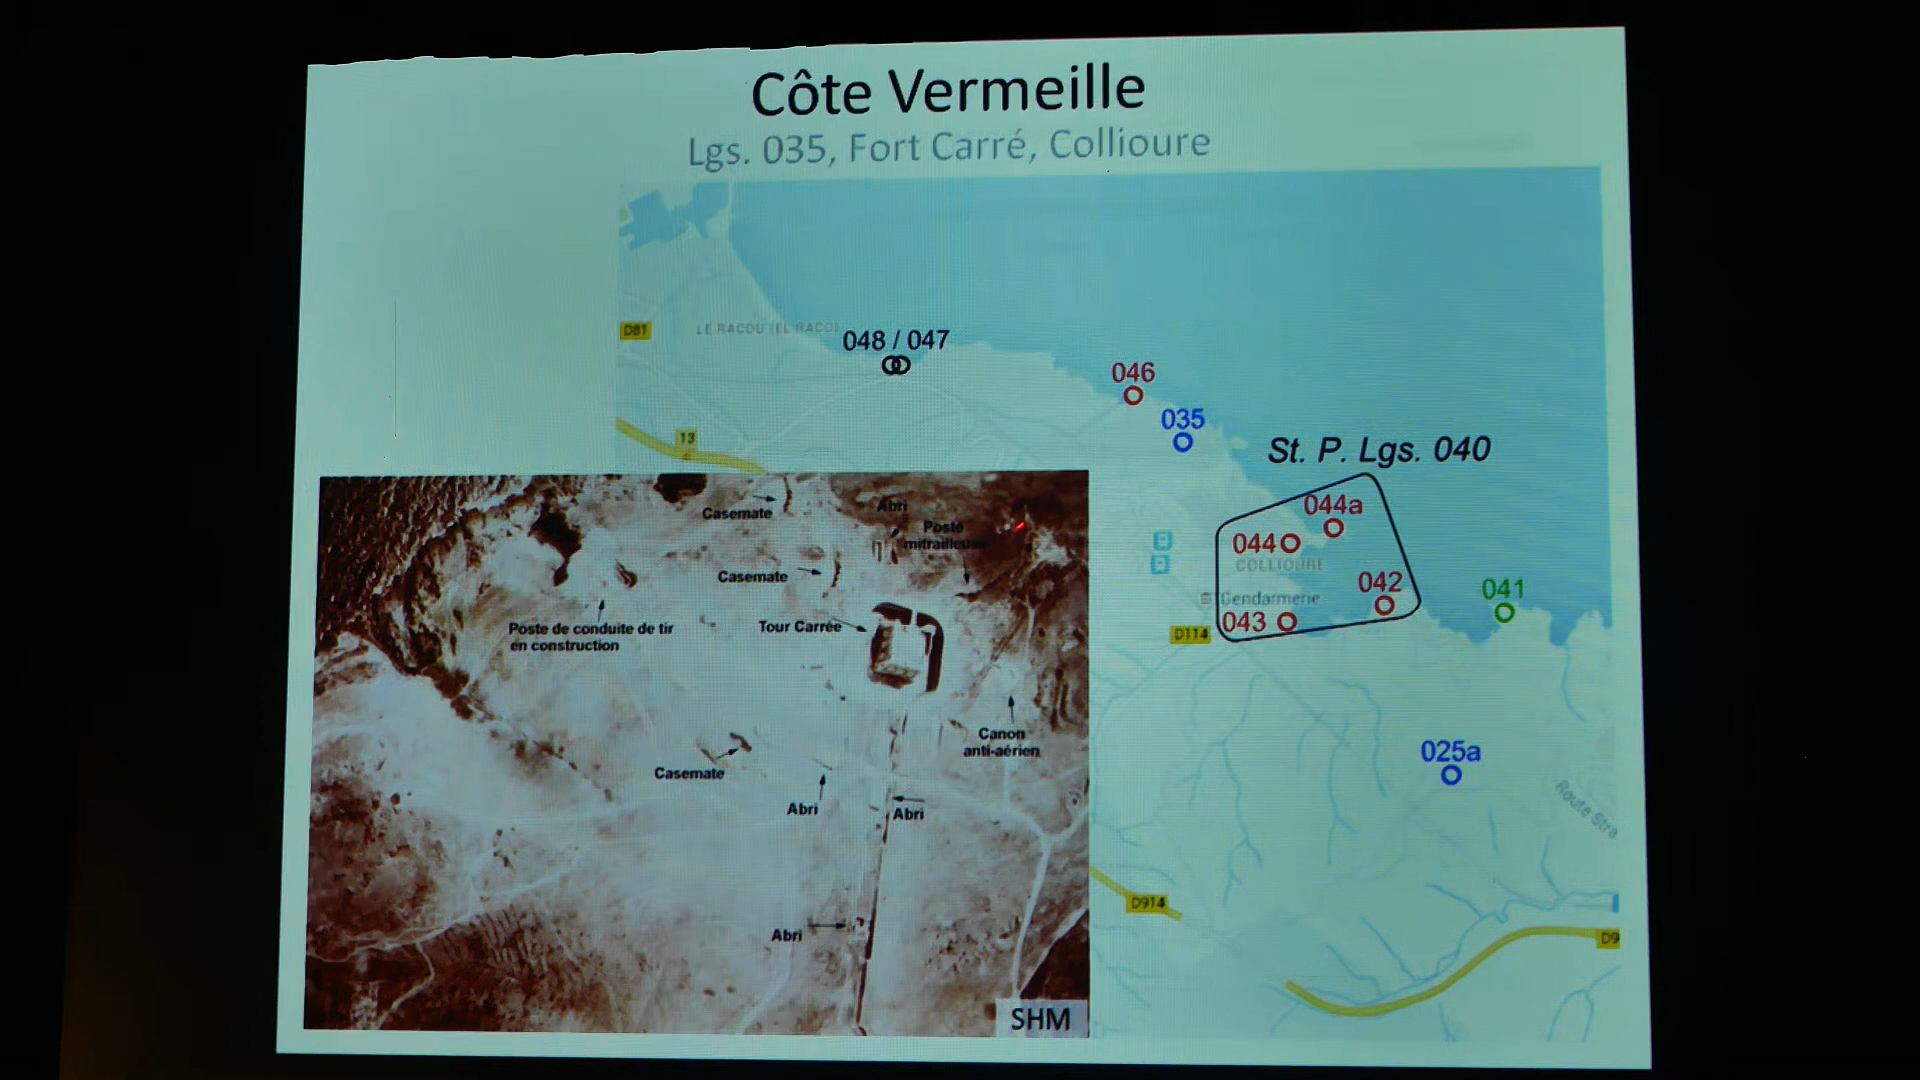 Côte Vermeille
Lgs. 035, Fort Carré, Collioure
D81
LE RACOU (EL RACO)
048 / 047
046
035
13
St. P. Lgs. 040
044a
044
COLLIOURE
042
Gendarmerie
043
041
D114
025a
D914
D9
Casemate
Abri
Poste
mitrailleuse
Casemate
Poste de conduite de tir
en construction
Tour Carrée
Canon
anti-aérien
Casemate
Abri
Abri
Abri
SHM